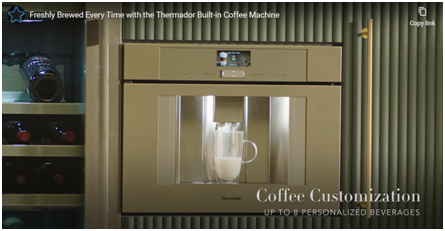 Freshly Brewed Every Time with the Thermador Built-in Coffee Machine
Copy link
Thermador
Coffee Customization
UP TO 8 PERSONALIZED BEVERAGES